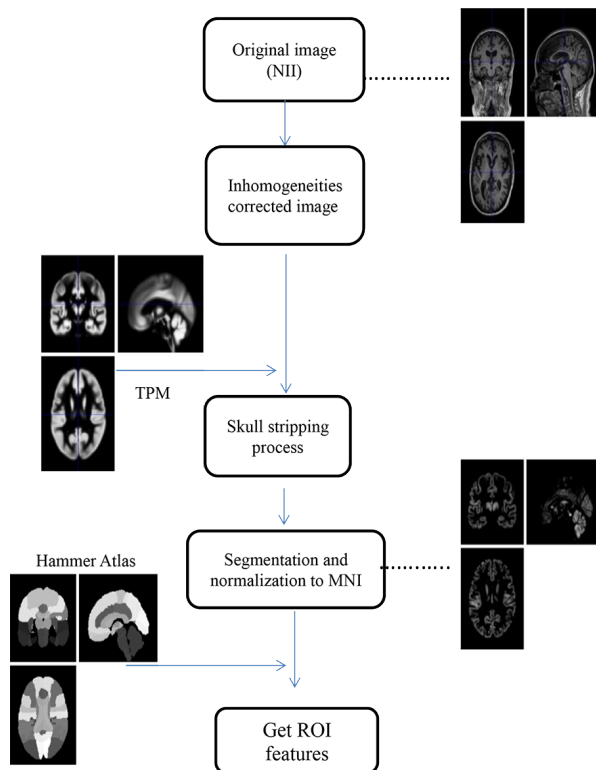 Original image
(NII)
Inhomogeneities
corrected image
TPM
Skull stripping
process
Hammer Atlas
Segmentation and
normalization to MNI
Get ROI
features